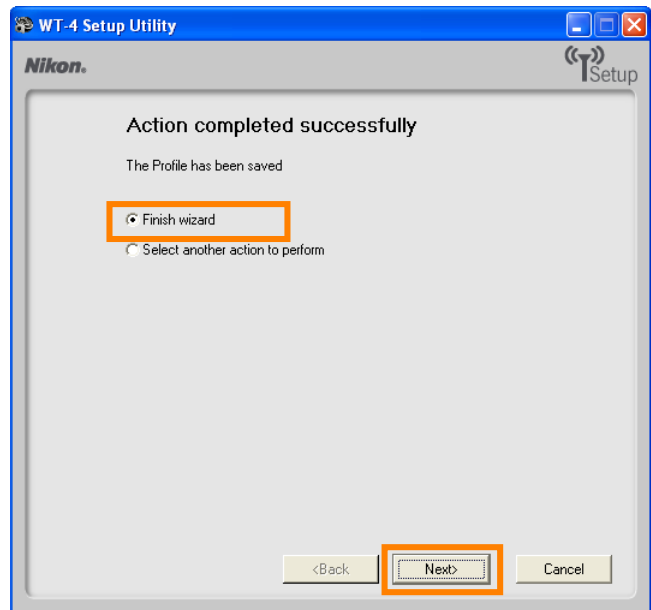 WT-4 Setup Utility
Nikon®
Setup
Action completed successfully
The Profile has been saved
Finish wizard
Select another action to perform
<Back
Next>
Cancel